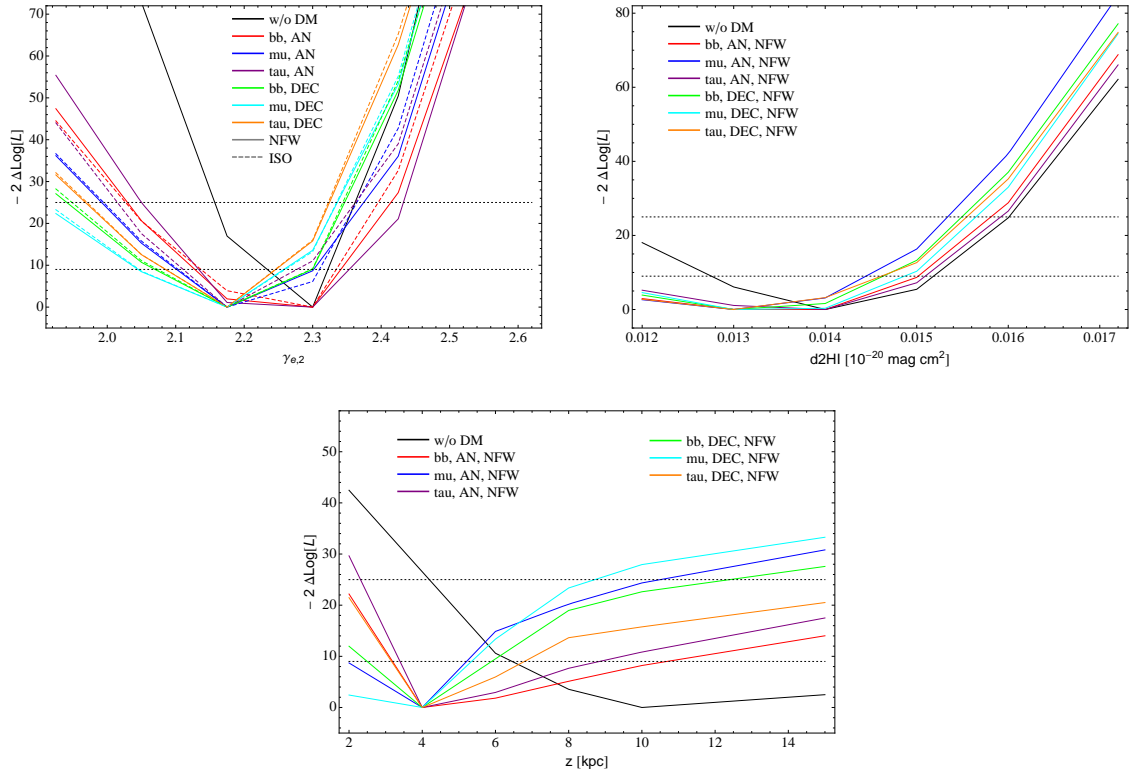 − 2 ΔLog[L]
70
60
50
40
30
20
10
0
w/o DM
bb, AN
mu, AN
tau, AN
bb, DEC
mu, DEC
tau, DEC
NFW
ISO
2.0 2.1 2.2 2.3 2.4 2.5 2.6
γe,2
− 2 ΔLog[L]
80
60
40
20
0
w/o DM
bb, AN, NFW
mu, AN, NFW
tau, AN, NFW
bb, DEC, NFW
mu, DEC, NFW
tau, DEC, NFW
0.012 0.013 0.014 0.015 0.016 0.017
d2HI [10⁻²⁰ mag cm²]
− 2 ΔLog[L]
50
40
30
20
10
0
w/o DM
bb, AN, NFW
mu, AN, NFW
tau, AN, NFW
bb, DEC, NFW
mu, DEC, NFW
tau, DEC, NFW
2 4 6 8 10 12 14
z [kpc]